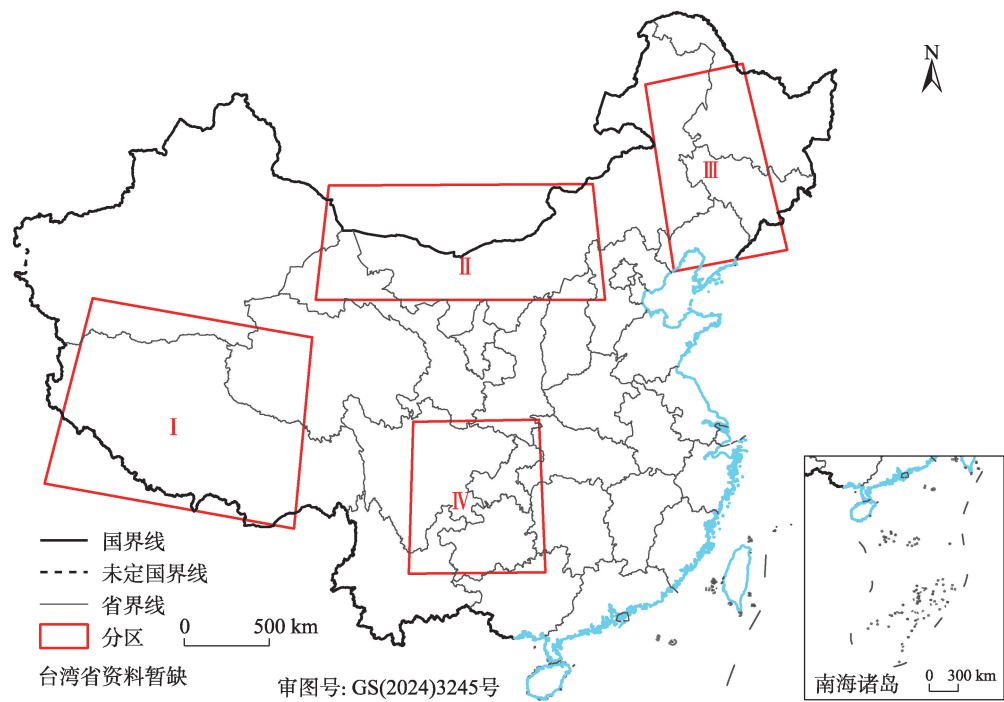 N
Ⅲ
Ⅱ
Ⅰ
Ⅳ
国界线
未定国界线
省界线
分区
0 500 km
台湾省资料暂缺
审图号: GS(2024)3245号
南海诸岛
0 300 km